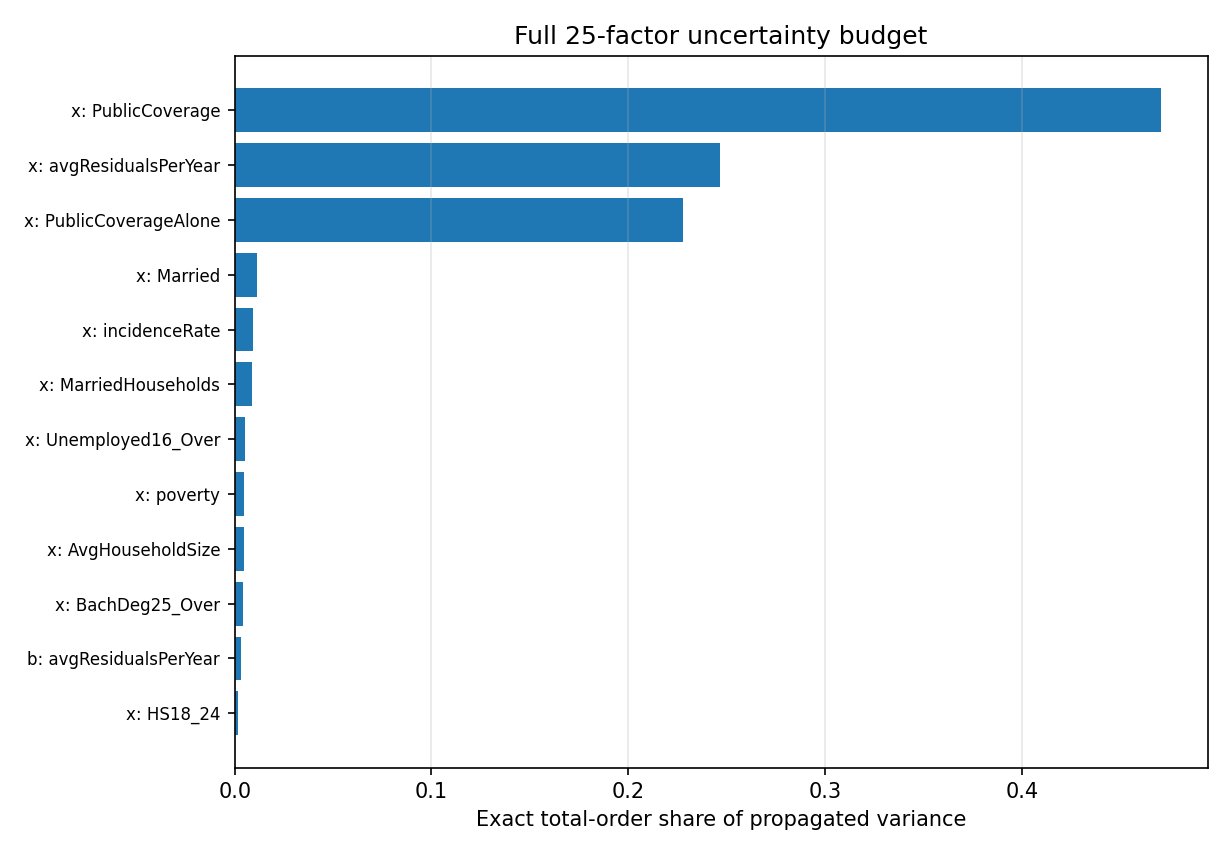 Full 25-factor uncertainty budget
x: PublicCoverage
x: avgResidualsPerYear
x: PublicCoverageAlone
x: Married
x: incidenceRate
x: MarriedHouseholds
x: Unemployed16_Over
x: poverty
x: AvgHouseholdSize
x: BachDeg25_Over
b: avgResidualsPerYear
x: HS18_24
0.0 0.1 0.2 0.3 0.4
Exact total-order share of propagated variance